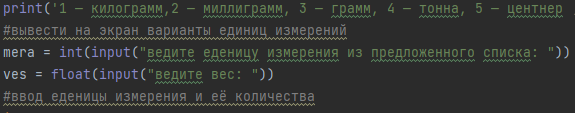 print('1 – килограмм,2 – миллиграмм, 3 – грамм, 4 – тонна, 5 – центнер
#вывести на экран варианты единиц измерений
mera = int(input("ведите еденицу измерения из предложенного списка: "))
ves = float(input("ведите вес: "))
#ввод еденицы измерения и её количества